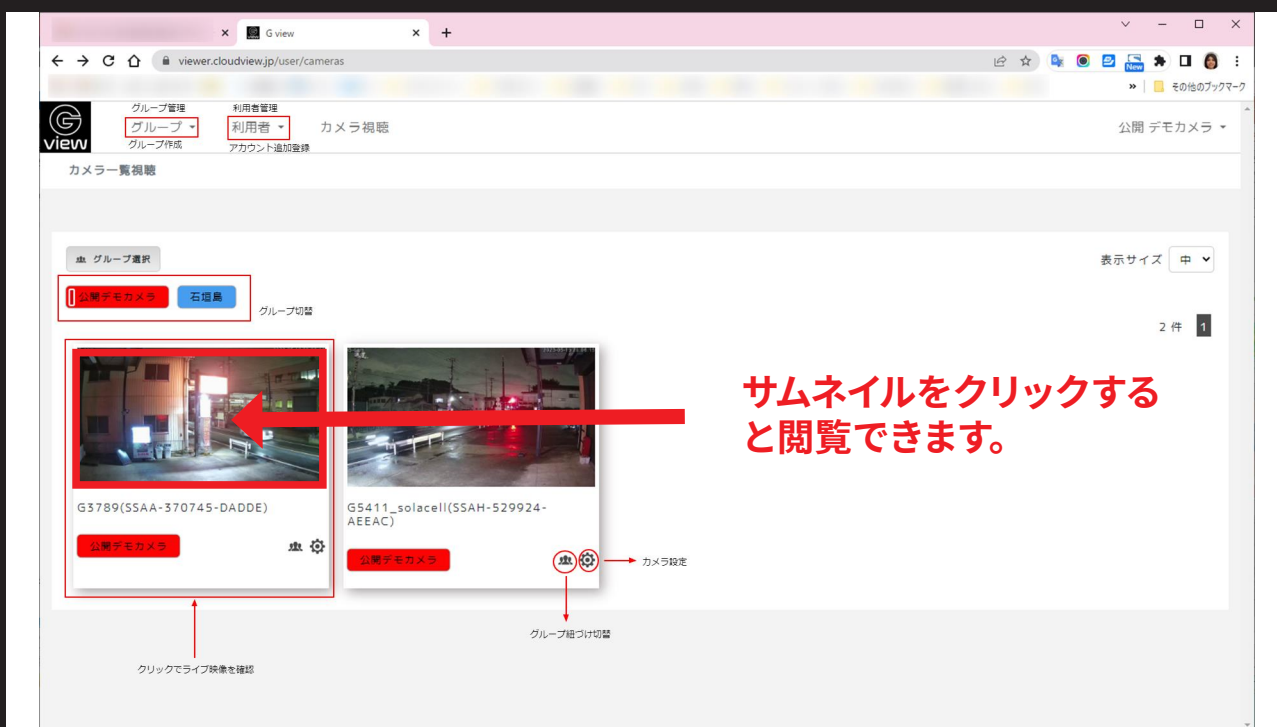 G view
viewer.cloudview.jp/user/cameras
New
その他のブックマーク
グループ管理
利用者管理
G view
グループ
利用者
カメラ視聴
公開 デモカメラ
グループ作成
アカウント追加登録
カメラ一覧視聴
グループ選択
表示サイズ
中
公開デモカメラ
石垣島
グループ切替
2 件
1
サムネイルをクリックする
と閲覧できます。
G3789(SSAA-370745-DADDE)
G5411_solacell(SSAH-529924-
AEEAC)
公開デモカメラ
公開デモカメラ
カメラ設定
グループ紐づけ切替
クリックでライブ映像を確認